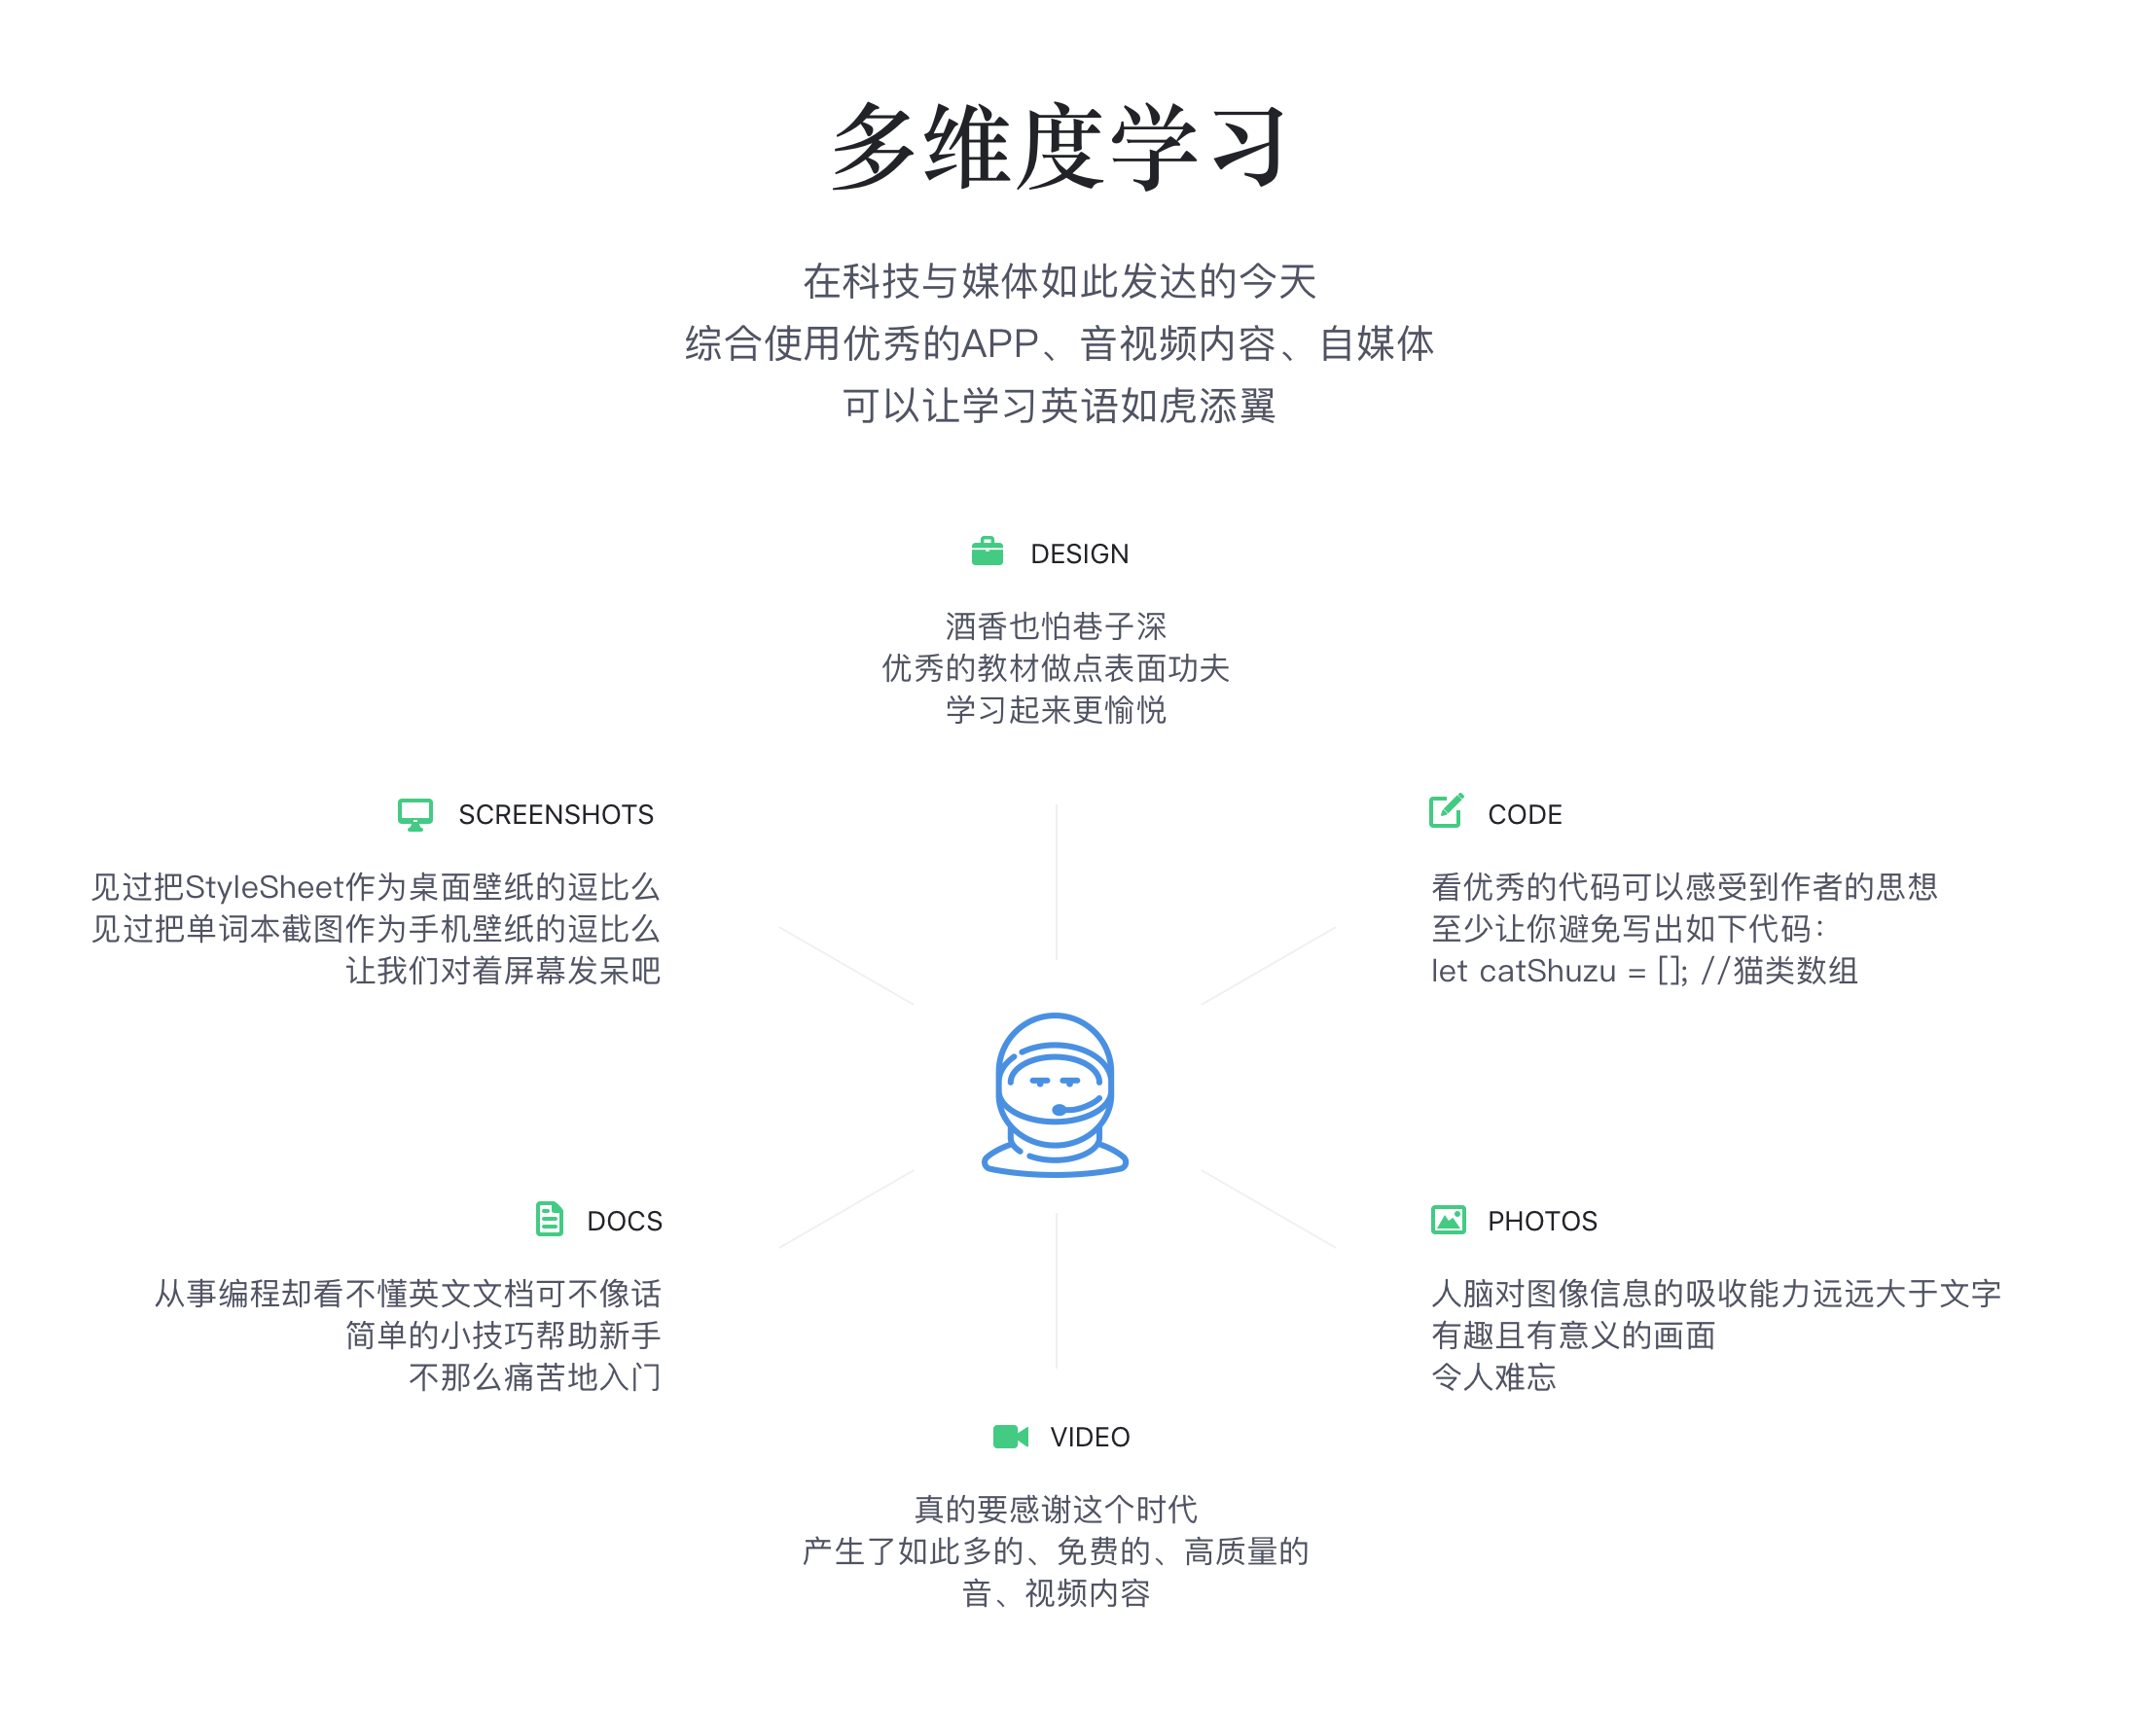 多维度学习
在科技与媒体如此发达的今天
综合使用优秀的APP、音视频内容、自媒体
可以让学习英语如虎添翼
DESIGN
酒香也怕巷子深
优秀的教材做点表面功夫
学习起来更愉悦
SCREENSHOTS
见过把StyleSheet作为桌面壁纸的逗比么
见过把单词本截图作为手机壁纸的逗比么
让我们对着屏幕发呆吧
CODE
看优秀的代码可以感受到作者的思想
至少让你避免写出如下代码：
let catShuzu = []; //猫类数组
DOCS
从事编程却看不懂英文文档可不像话
简单的小技巧帮助新手
不那么痛苦地入门
PHOTOS
人脑对图像信息的吸收能力远远大于文字
有趣且有意义的画面
令人难忘
VIDEO
真的要感谢这个时代
产生了如此多的、免费的、高质量的
音、视频内容